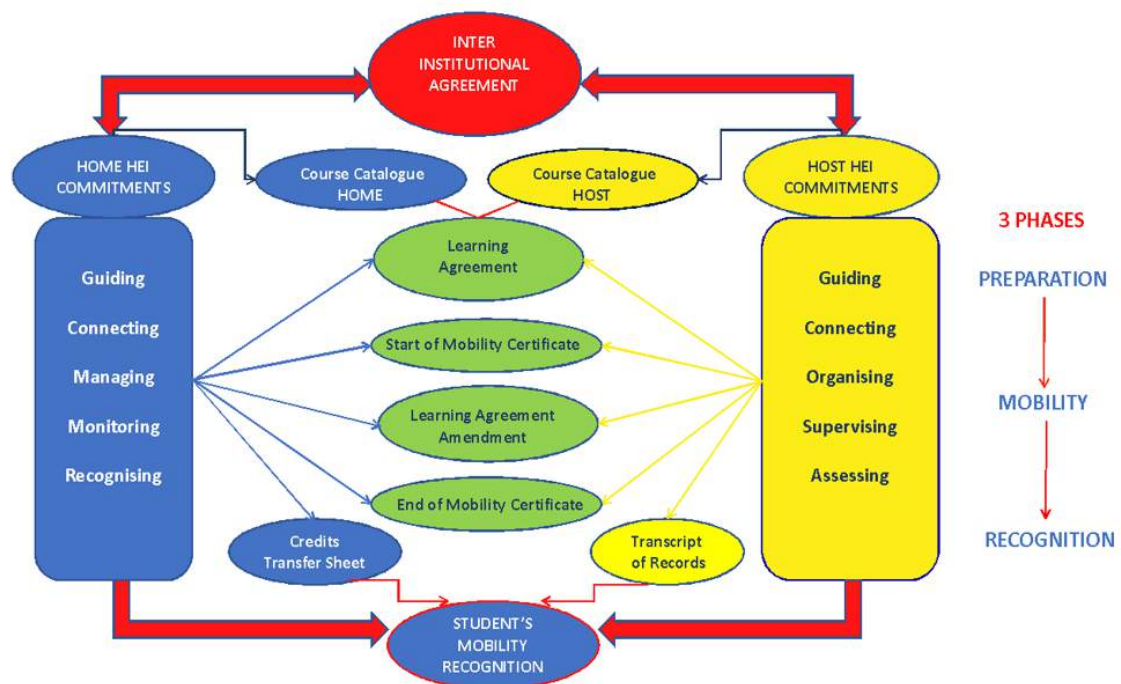 INTER
INSTITUTIONAL
AGREEMENT
HOME HEI
COMMITMENTS
Course Catalogue
HOME
Course Catalogue
HOST
HOST HEI
COMMITMENTS
Learning
Agreement
Guiding
Connecting
Managing
Monitoring
Recognising
Start of Mobility Certificate
Learning Agreement
Amendment
End of Mobility Certificate
Guiding
Connecting
Organising
Supervising
Assessing
Credits
Transfer Sheet
Transcript
of Records
STUDENT'S
MOBILITY
RECOGNITION
3 PHASES
PREPARATION
MOBILITY
RECOGNITION